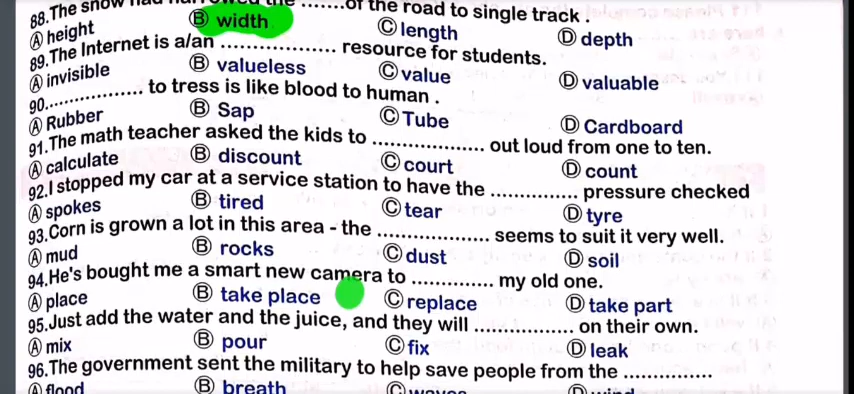 88.The snow had narrowed the .......of the road to single track .
Ⓐ height Ⓑ width Ⓒ length Ⓓ depth
89.The Internet is a/an .................. resource for students.
Ⓐ invisible Ⓑ valueless Ⓒ value Ⓓ valuable
90................ to tress is like blood to human .
Ⓐ Rubber Ⓑ Sap Ⓒ Tube Ⓓ Cardboard
91.The math teacher asked the kids to .................. out loud from one to ten.
Ⓐ calculate Ⓑ discount Ⓒ court Ⓓ count
92.I stopped my car at a service station to have the .............. pressure checked
Ⓐ spokes Ⓑ tired Ⓒ tear Ⓓ tyre
93.Corn is grown a lot in this area - the .................. seems to suit it very well.
Ⓐ mud Ⓑ rocks Ⓒ dust Ⓓ soil
94.He's bought me a smart new camera to ............. my old one.
Ⓐ place Ⓑ take place Ⓒ replace Ⓓ take part
95.Just add the water and the juice, and they will ................ on their own.
Ⓐ mix Ⓑ pour Ⓒ fix Ⓓ leak
96.The government sent the military to help save people from the ..............
Ⓐ flood Ⓑ breath Ⓒ waves Ⓓ wind